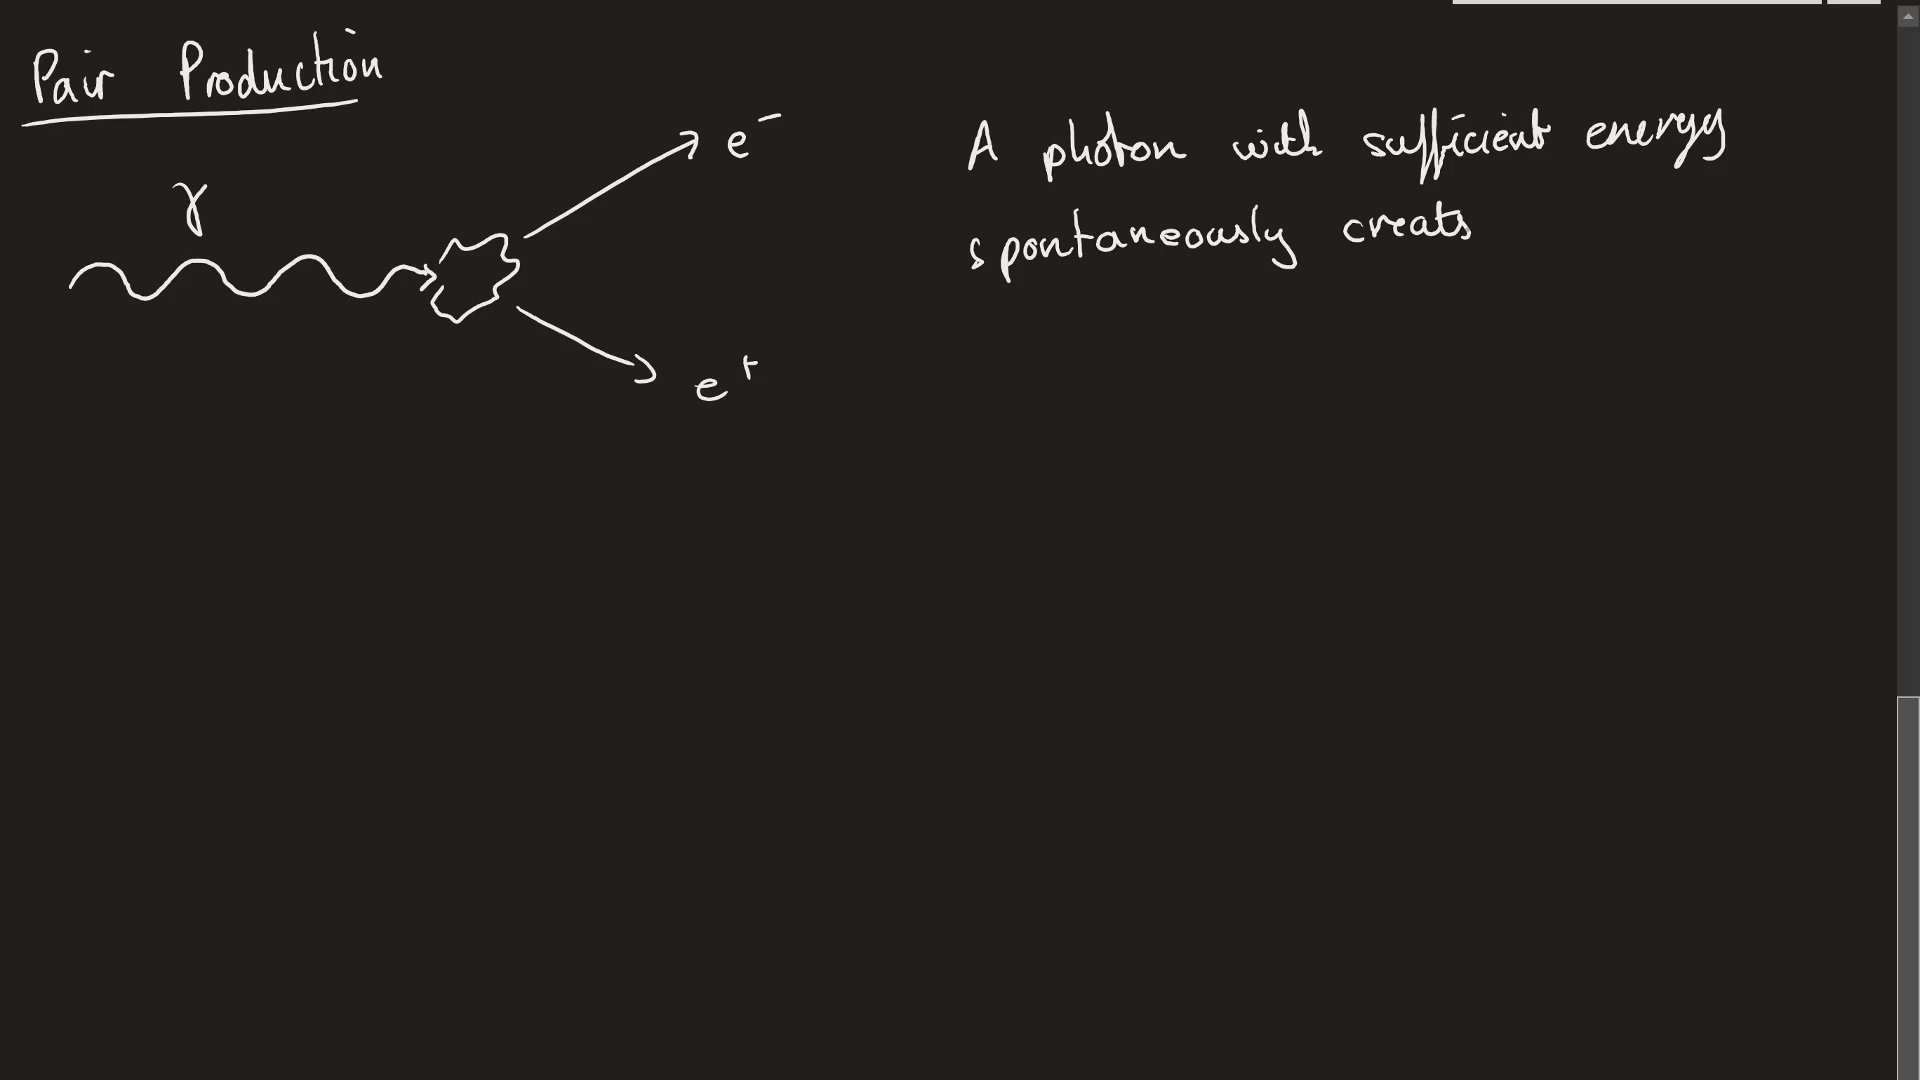 Pair Production
γ
e⁻
e⁺
A photon with sufficient energy
spontaneously creats